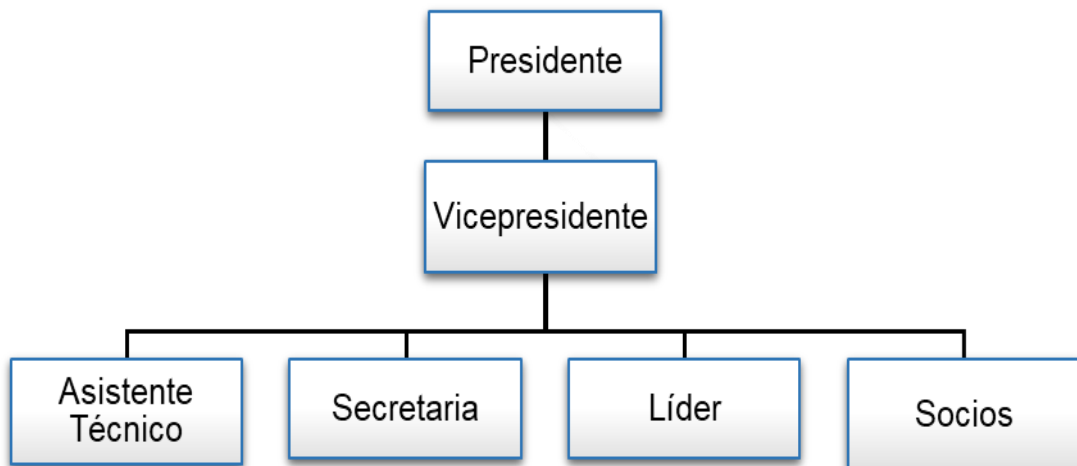 Presidente
Vicepresidente
Asistente
Técnico
Secretaria
Líder
Socios